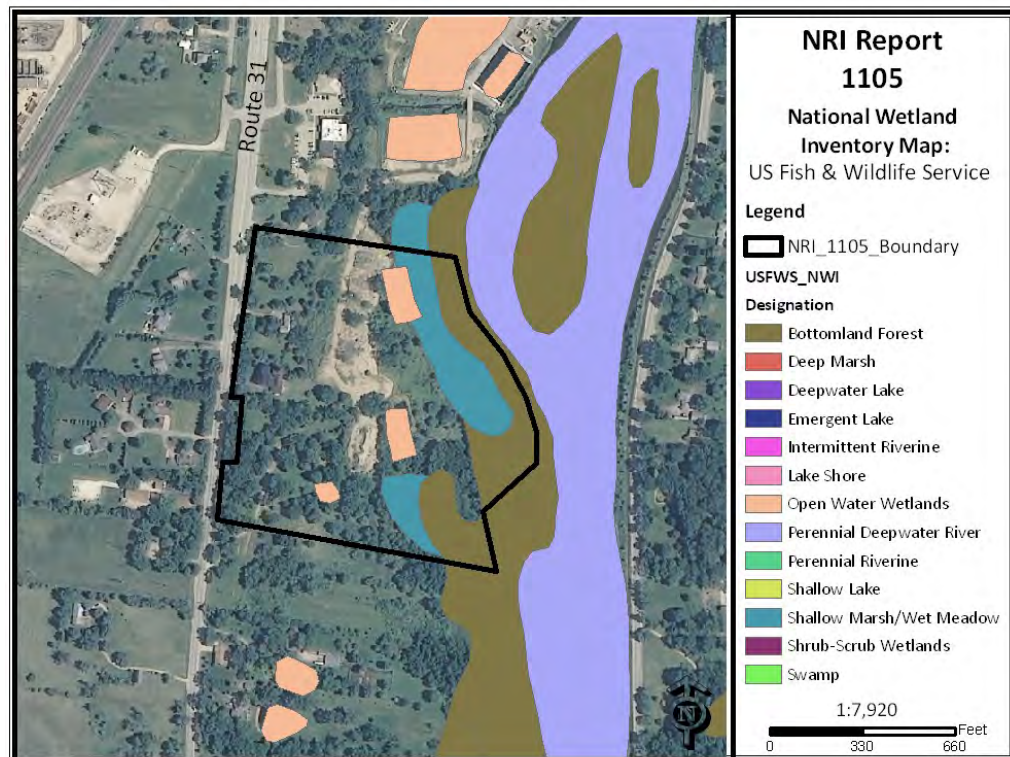 Route 31
N
NRI Report
1105
National Wetland
Inventory Map:
US Fish & Wildlife Service
Legend
NRI_1105_Boundary
USFWS_NWI
Designation
Bottomland Forest
Deep Marsh
Deepwater Lake
Emergent Lake
Intermittent Riverine
Lake Shore
Open Water Wetlands
Perennial Deepwater River
Perennial Riverine
Shallow Lake
Shallow Marsh/Wet Meadow
Shrub-Scrub Wetlands
Swamp
1:7,920
Feet
0 330 660